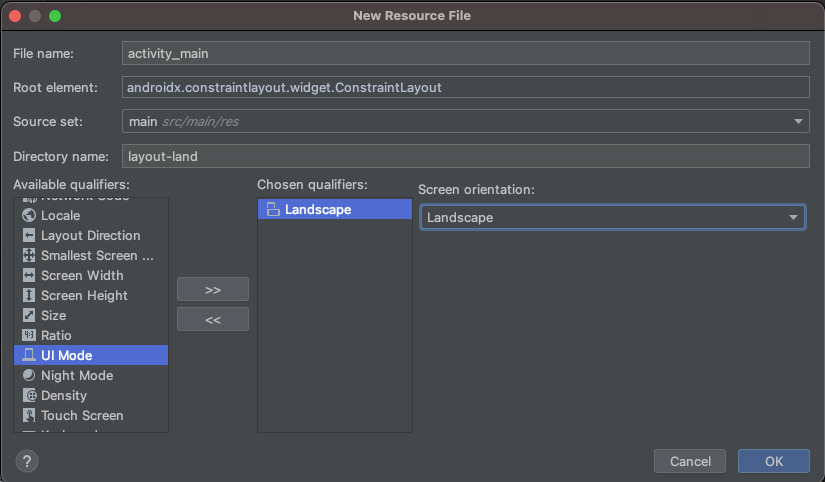 New Resource File
File name:
activity_main
Root element:
androidx.constraintlayout.widget.ConstraintLayout
Source set:
main src/main/res
Directory name:
layout-land
Available qualifiers:
Chosen qualifiers:
Screen orientation:
Network Code
Locale
Layout Direction
Smallest Screen ...
Screen Width
Screen Height
Size
Ratio
UI Mode
Night Mode
Density
Touch Screen
>>
<<
Landscape
Landscape
?
Cancel
OK